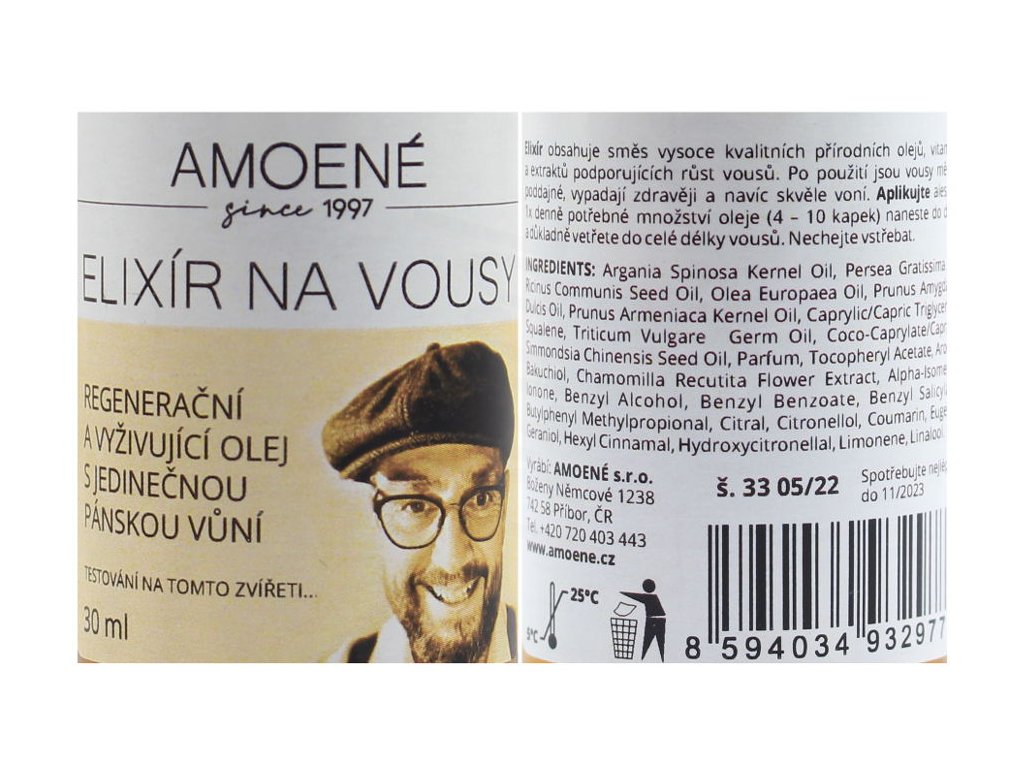 AMOENÉ
since 1997
ELIXÍR NA VOUSY
REGENERAČNÍ
A VYŽIVUJÍCÍ OLEJ
S JEDINEČNOU
PÁNSKOU VŮNÍ
TESTOVÁNÍ NA TOMTO ZVÍŘETI...
30 ml
Elixír obsahuje směs vysoce kvalitních přírodních olejů,
a extraktů podporujících růst vousů. Po použití jsou vousy
poddajné, vypadají zdravěji a navíc skvěle voní. Aplikujte
1x denně potřebné množství oleje (4 – 10 kapek) naneste do
a důkladně vetřete do celé délky vousů. Nechejte vstřebat.
INGREDIENTS: Argania Spinosa Kernel Oil, Persea Gratissima
Ricinus Communis Seed Oil, Olea Europaea Oil, Prunus
Dulcis Oil, Prunus Armeniaca Kernel Oil, Caprylic/Capric
Squalene, Triticum Vulgare Germ Oil, Coco-Caprylate/
Simmondsia Chinensis Seed Oil, Parfum, Tocopheryl Acetate,
Bakuchiol, Chamomilla Recutita Flower Extract,
Ionone, Benzyl Alcohol, Benzyl Benzoate, Benzyl
Butylphenyl Methylpropional, Citral, Citronellol, Coumarin,
Geraniol, Hexyl Cinnamal, Hydroxycitronellal, Limonene, Linalool.
Vyrábí: AMOENÉ s.r.o.
Boženy Němcové 1238
742 58 Příbor, ČR
Tel. +420 720 403 443
www.amoene.cz
š. 33 05/22
Spotřebujte
do 11/2023
25°C
5°C
8 594034 932977